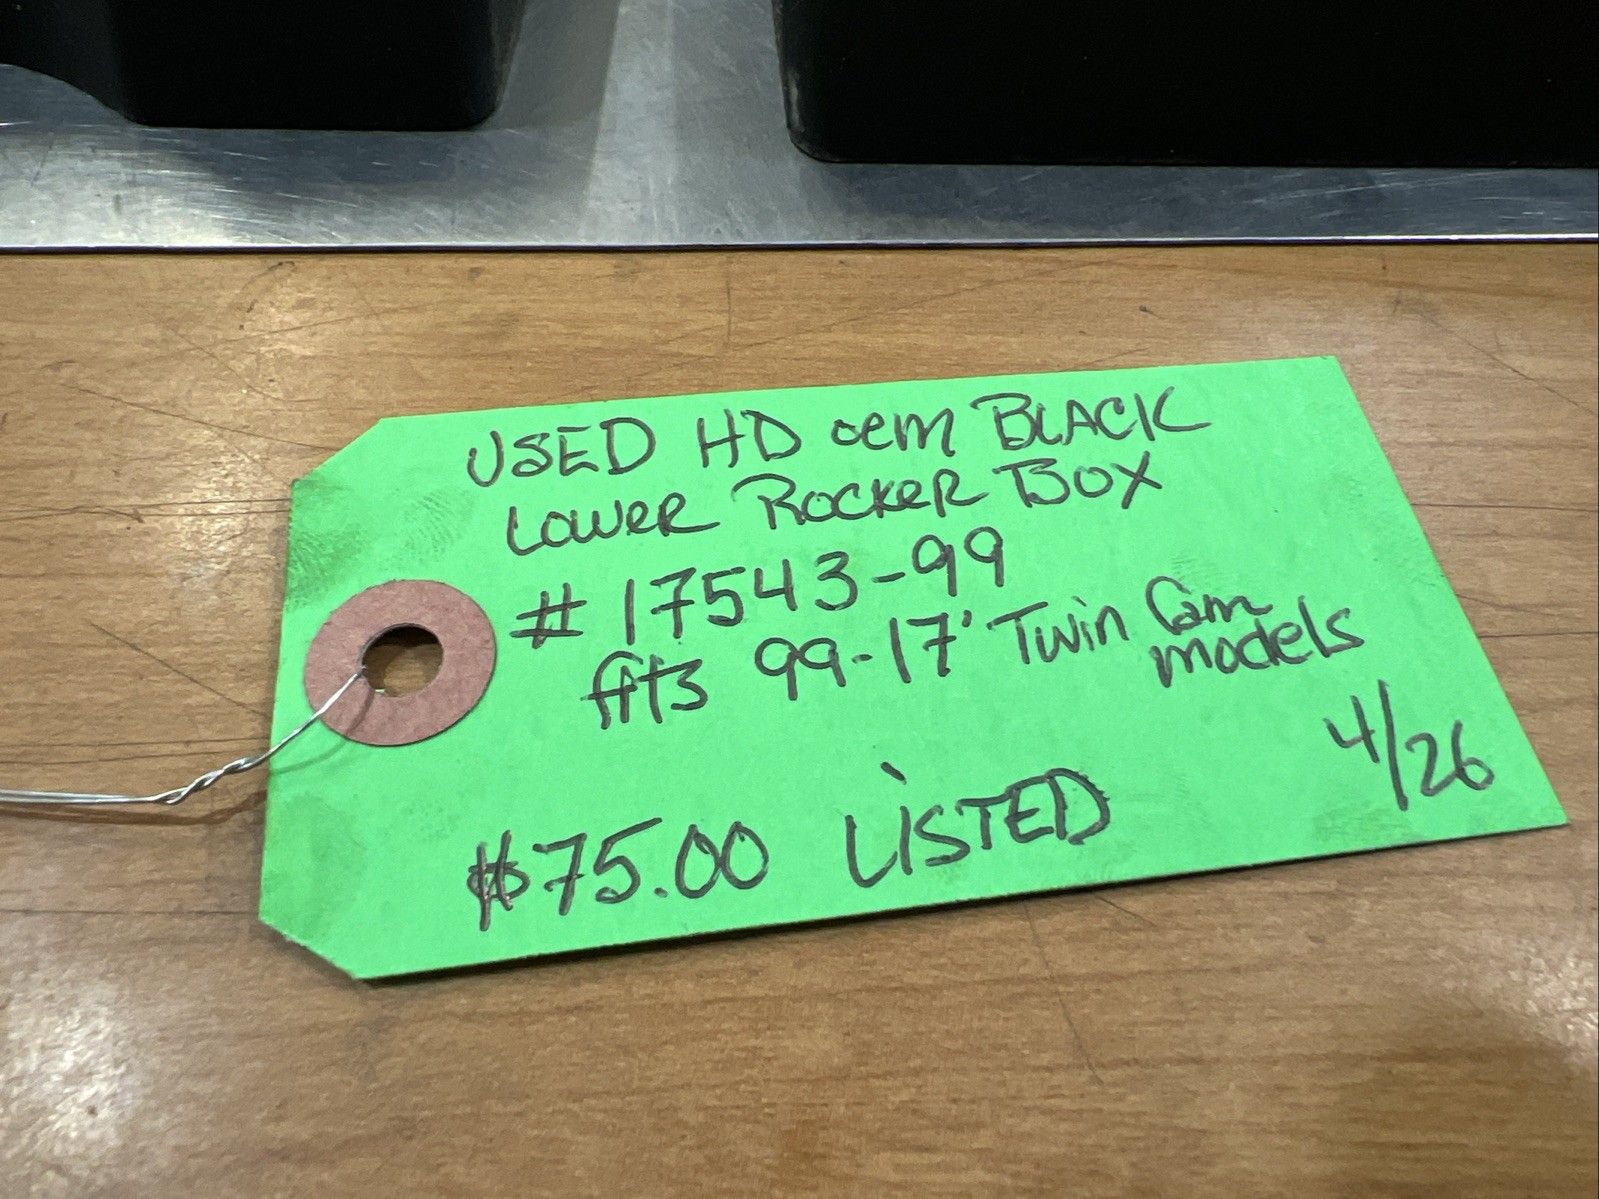 USED HD oem BLACK
LOWER ROCKER BOX
# 17543-99
fits 99-17' Twin Cam
models
4/26
$75.00 LISTED